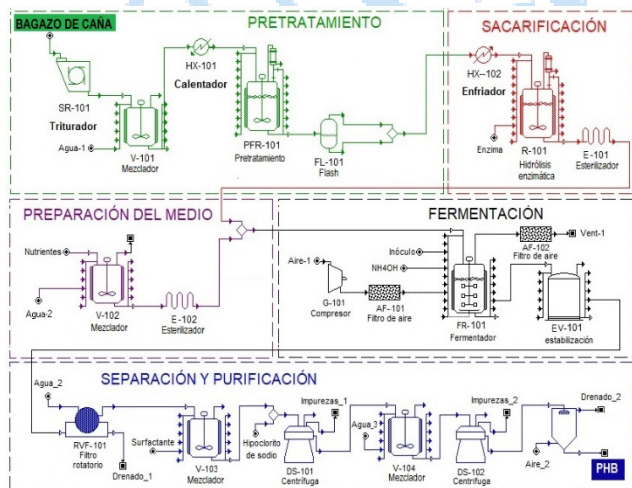 BAGAZO DE CAÑA
PRETRATAMIENTO
SACARIFICACIÓN
HX-101
Calentador
HX--102
Enfriador
SR-101
Triturador
Agua-1
V-101
Mezclador
PFR-101
Pretratamiento
FL-101
Flash
Enzima
R-101
Hidrólisis
enzimática
E-101
Esterilizador
PREPARACIÓN DEL MEDIO
FERMENTACIÓN
Nutrientes
Agua-2
V-102
Mezclador
E-102
Esterilizador
Aire-1
Inóculo
NH4OH
G-101
Compresor
AF-101
Filtro de aire
AF-102
Filtro de aire
Vent-1
FR-101
Fermentador
EV-101
estabilización
SEPARACIÓN Y PURIFICACIÓN
Agua_2
RVF-101
Filtro
rotatorio
Drenado_1
Surfactante
V-103
Mezclador
Hipoclorito
de sodio
Impurezas_1
DS-101
Centrífuga
Agua_3
V-104
Mezclador
Impurezas_2
DS-102
Centrífuga
Aire_2
Drenado_2
PHB